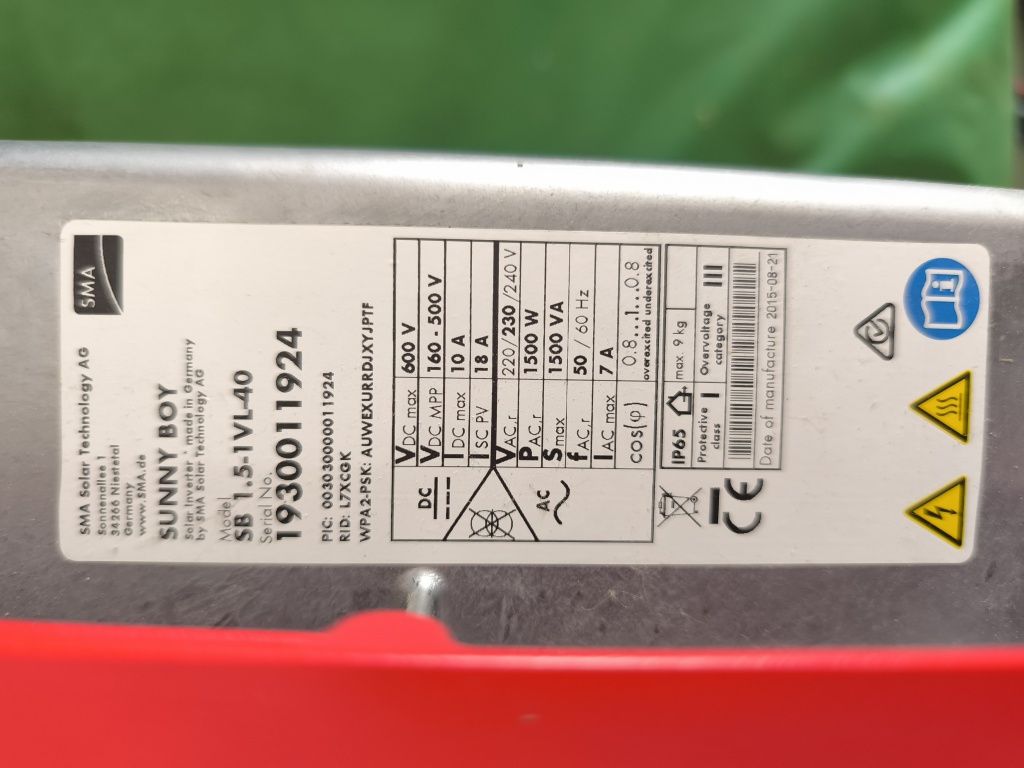 SMA
SMA Solar Technology AG
Sonnenallee 1
34266 Niestetal
Germany
www.SMA.de
SUNNY BOY
Solar Inverter • made in Germany
by SMA Solar Technology AG
Model
SB 1.5-1VL-40
Serial No.
1930011924
PIC: 003030000011924
RID: L7XCGK
WPA2-PSK: AUWEXURRDJXYJPTF
DC
VDC max 600 V
VDC MPP 160 - 500 V
IDC max 10 A
ISC PV 18 A
AC
VAC,r 220/230/240 V
PAC,r 1500 W
Smax 1500 VA
fAC,r 50 / 60 Hz
IAC max 7 A
cos(φ) 0.8...1...0.8
overexcited underexcited
IP65 max. 9 kg
Protective class I Overvoltage category III
Date of manufacture 2015-08-21
CE